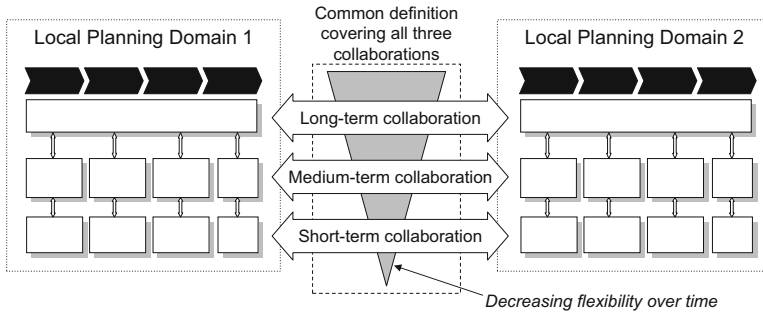 Common definition
covering all three
collaborations
Local Planning Domain 1
Local Planning Domain 2
Long-term collaboration
Medium-term collaboration
Short-term collaboration
Decreasing flexibility over time